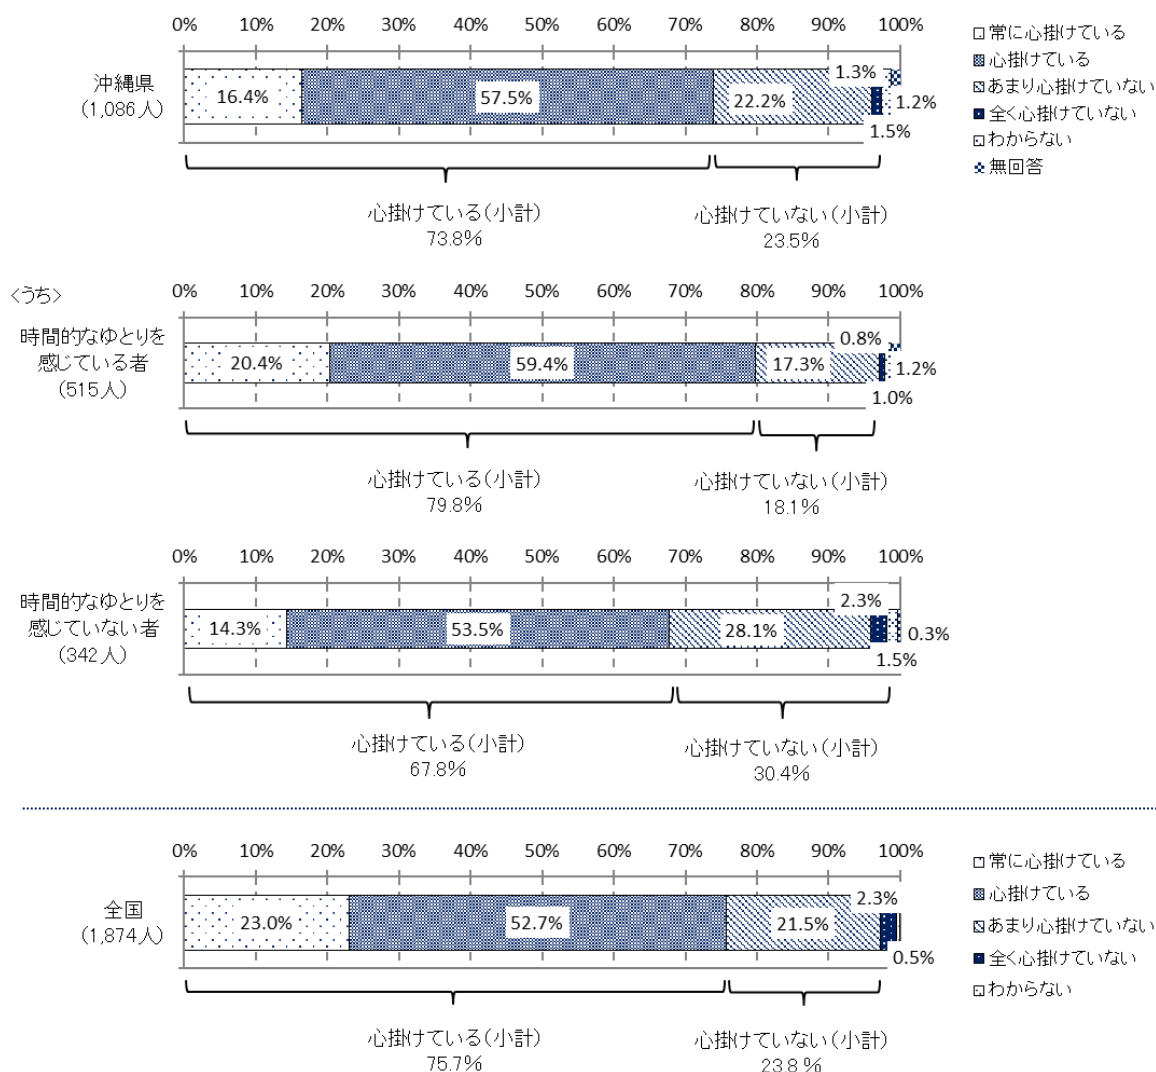 0% 10% 20% 30% 40% 50% 60% 70% 80% 90% 100%
沖縄県
(1,086人)
16.4% 57.5% 22.2% 1.3% 1.2% 1.5%
常に心掛けている
心掛けている
あまり心掛けていない
全く心掛けていない
わからない
無回答
心掛けている(小計)
73.8%
心掛けていない(小計)
23.5%
<うち>
0% 10% 20% 30% 40% 50% 60% 70% 80% 90% 100%
時間的なゆとりを
感じている者
(515人)
20.4% 59.4% 17.3% 0.8% 1.2% 1.0%
心掛けている(小計)
79.8%
心掛けていない(小計)
18.1%
0% 10% 20% 30% 40% 50% 60% 70% 80% 90% 100%
時間的なゆとりを
感じていない者
(342人)
14.3% 53.5% 28.1% 2.3% 0.3% 1.5%
心掛けている(小計)
67.8%
心掛けていない(小計)
30.4%
0% 10% 20% 30% 40% 50% 60% 70% 80% 90% 100%
全国
(1,874人)
23.0% 52.7% 21.5% 2.3% 0.5%
常に心掛けている
心掛けている
あまり心掛けていない
全く心掛けていない
わからない
心掛けている(小計)
75.7%
心掛けていない(小計)
23.8%